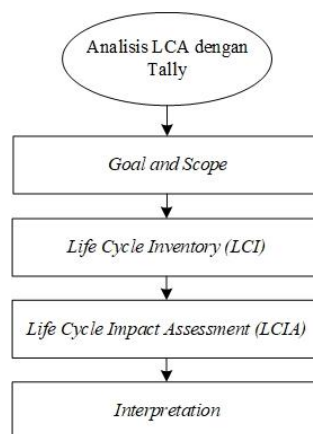 Analisis LCA dengan
Tally
Goal and Scope
Life Cycle Inventory (LCI)
Life Cycle Impact Assessment (LCIA)
Interpretation